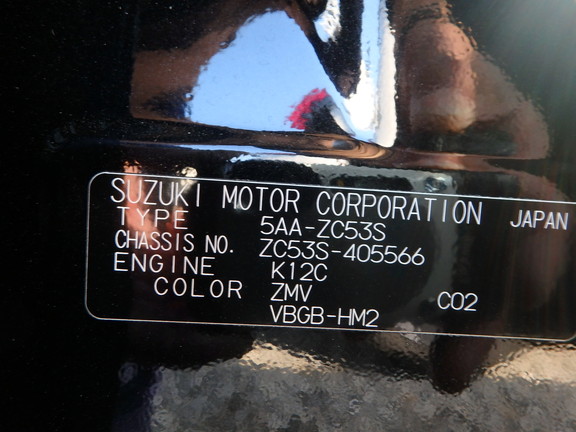 SUZUKI MOTOR CORPORATION JAPAN
TYPE 5AA-ZC53S
CHASSIS NO. ZC53S-405566
ENGINE K12C
COLOR ZMV C02
VBGB-HM2